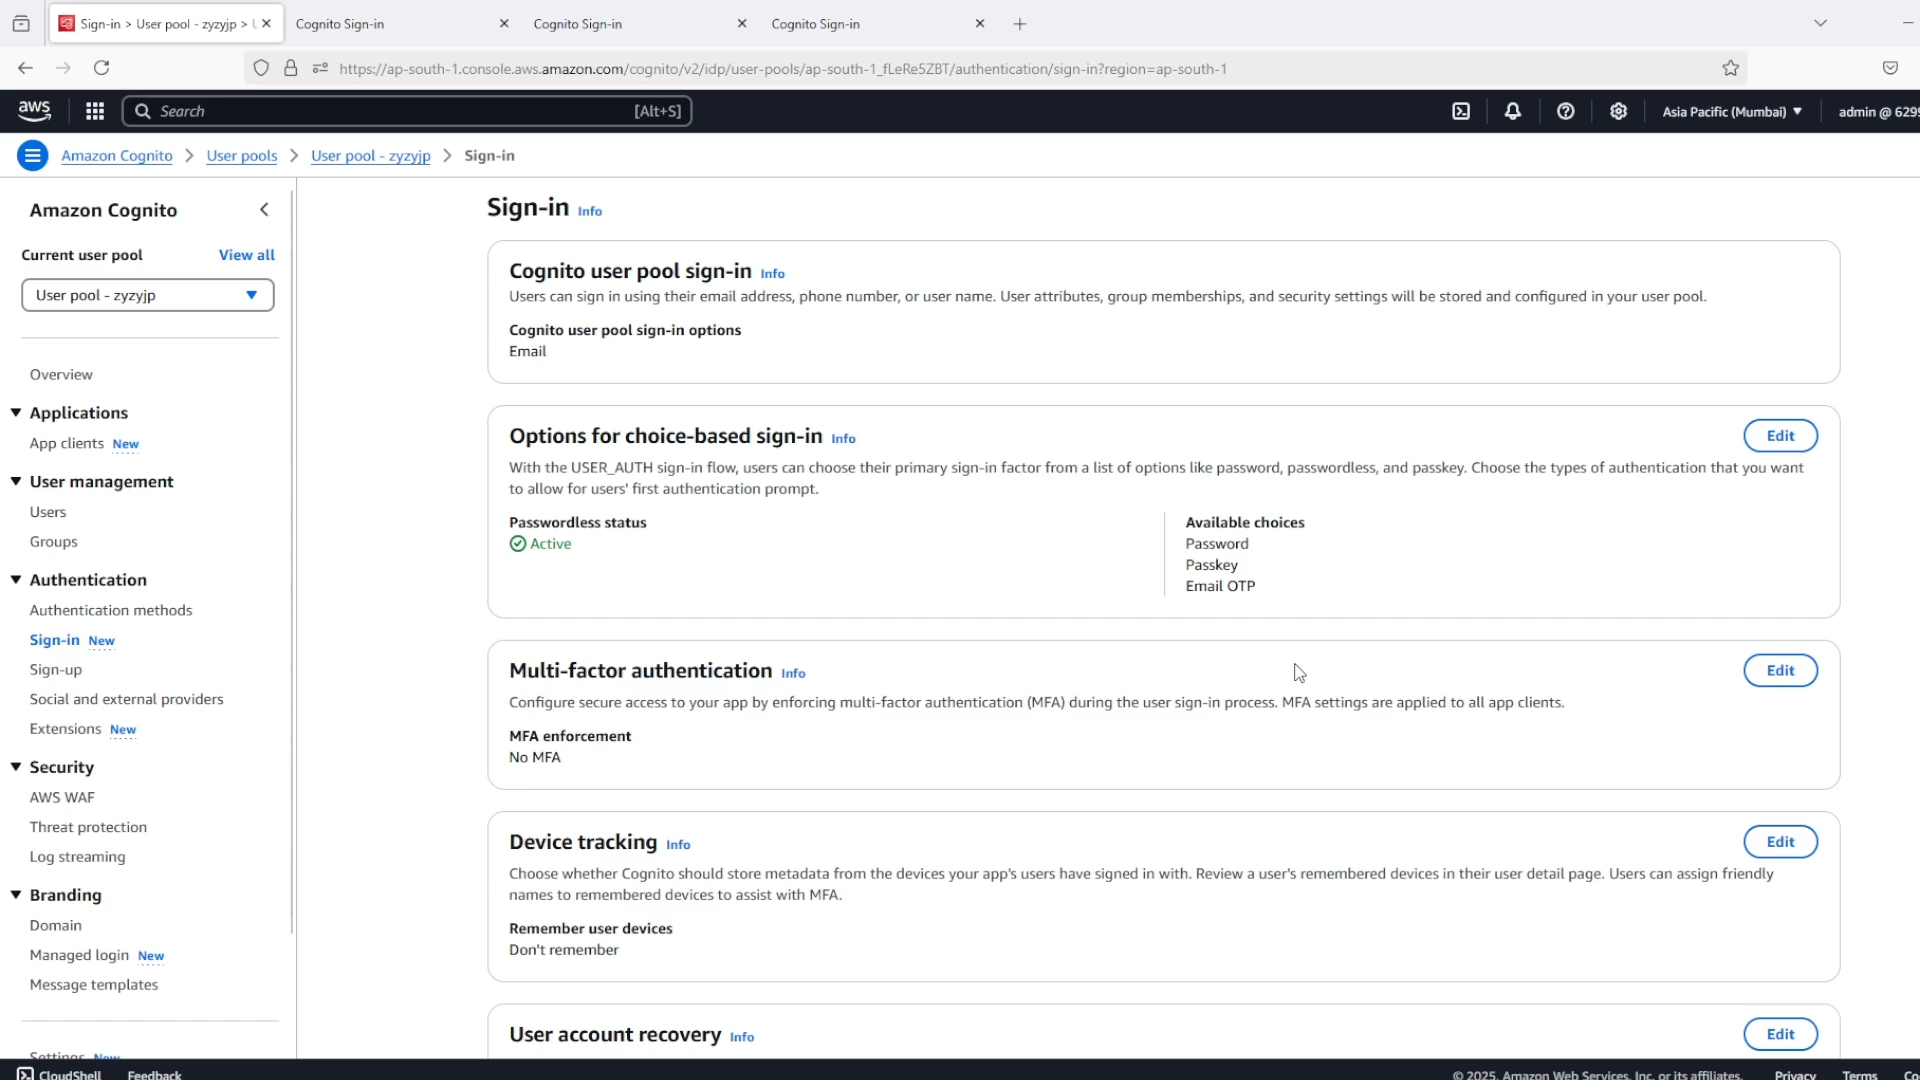 Sign-in > User pool - zyzyjp >
Cognito Sign-in
Cognito Sign-in
Cognito Sign-in
https://ap-south-1.console.aws.amazon.com/cognito/v2/idp/user-pools/ap-south-1_fLeRe5ZBT/authentication/sign-in?region=ap-south-1
aws
Search
[Alt+S]
Asia Pacific (Mumbai)
admin @ 629
Amazon Cognito
User pools
User pool - zyzyjp
Sign-in
Amazon Cognito
Current user pool
View all
User pool - zyzyjp
Overview
Applications
App clients New
User management
Users
Groups
Authentication
Authentication methods
Sign-in New
Sign-up
Social and external providers
Extensions New
Security
AWS WAF
Threat protection
Log streaming
Branding
Domain
Managed login New
Message templates
Settings New
Sign-in Info
Cognito user pool sign-in Info
Users can sign in using their email address, phone number, or user name. User attributes, group memberships, and security settings will be stored and configured in your user pool.
Cognito user pool sign-in options
Email
Options for choice-based sign-in Info
Edit
With the USER_AUTH sign-in flow, users can choose their primary sign-in factor from a list of options like password, passwordless, and passkey. Choose the types of authentication that you want
to allow for users' first authentication prompt.
Passwordless status
Active
Available choices
Password
Passkey
Email OTP
Multi-factor authentication Info
Edit
Configure secure access to your app by enforcing multi-factor authentication (MFA) during the user sign-in process. MFA settings are applied to all app clients.
MFA enforcement
No MFA
Device tracking Info
Edit
Choose whether Cognito should store metadata from the devices your app's users have signed in with. Review a user's remembered devices in their user detail page. Users can assign friendly
names to remembered devices to assist with MFA.
Remember user devices
Don't remember
User account recovery Info
Edit
CloudShell
Feedback
© 2025, Amazon Web Services, Inc. or its affiliates.
Privacy
Terms
Co